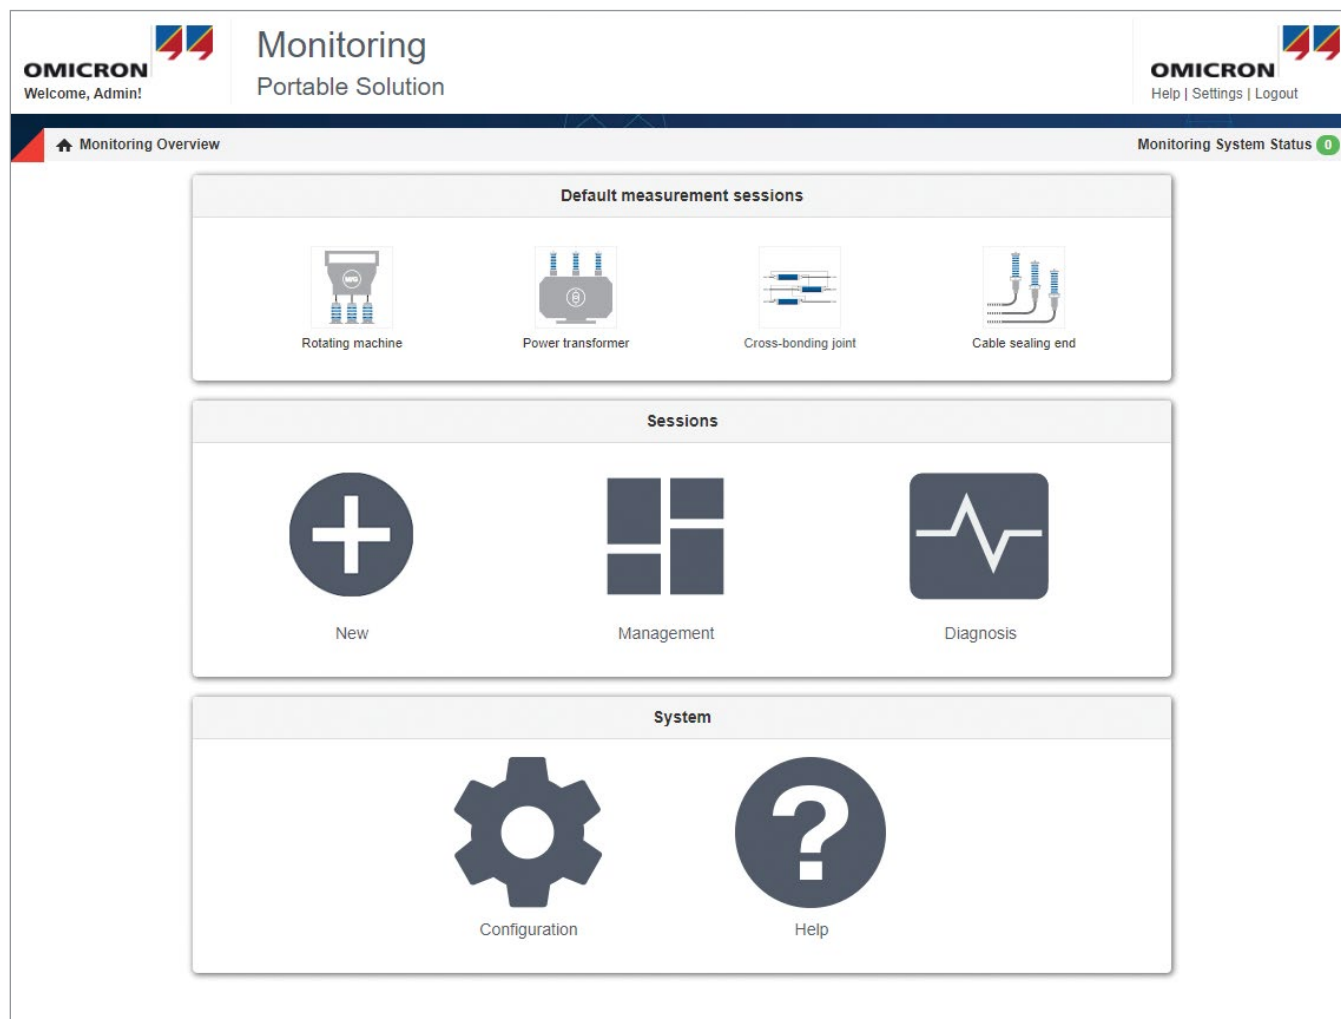 OMICRON
Welcome, Admin!
Monitoring
Portable Solution
OMICRON
Help | Settings | Logout
Monitoring Overview
Monitoring System Status 0
Default measurement sessions
M/G
Rotating machine
Power transformer
Cross-bonding joint
Cable sealing end
Sessions
New
Management
Diagnosis
System
?
Configuration
Help